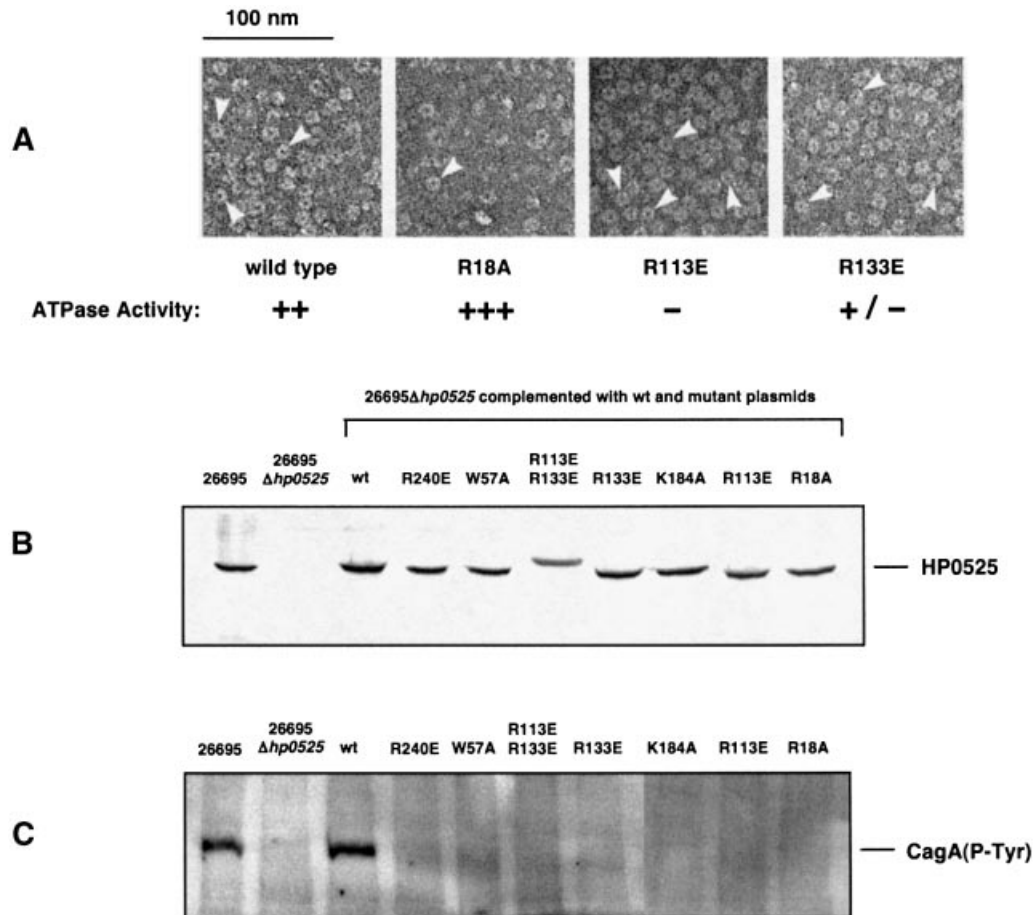 100 nm
A
wild type R18A R113E R133E
ATPase Activity: ++ +++ − + / −
26695Δhp0525 complemented with wt and mutant plasmids
26695 26695 Δhp0525 wt R240E W57A R113E R133E R133E K184A R113E R18A
B
HP0525
26695 26695 Δhp0525 wt R240E W57A R113E R133E R133E K184A R113E R18A
C
CagA(P-Tyr)